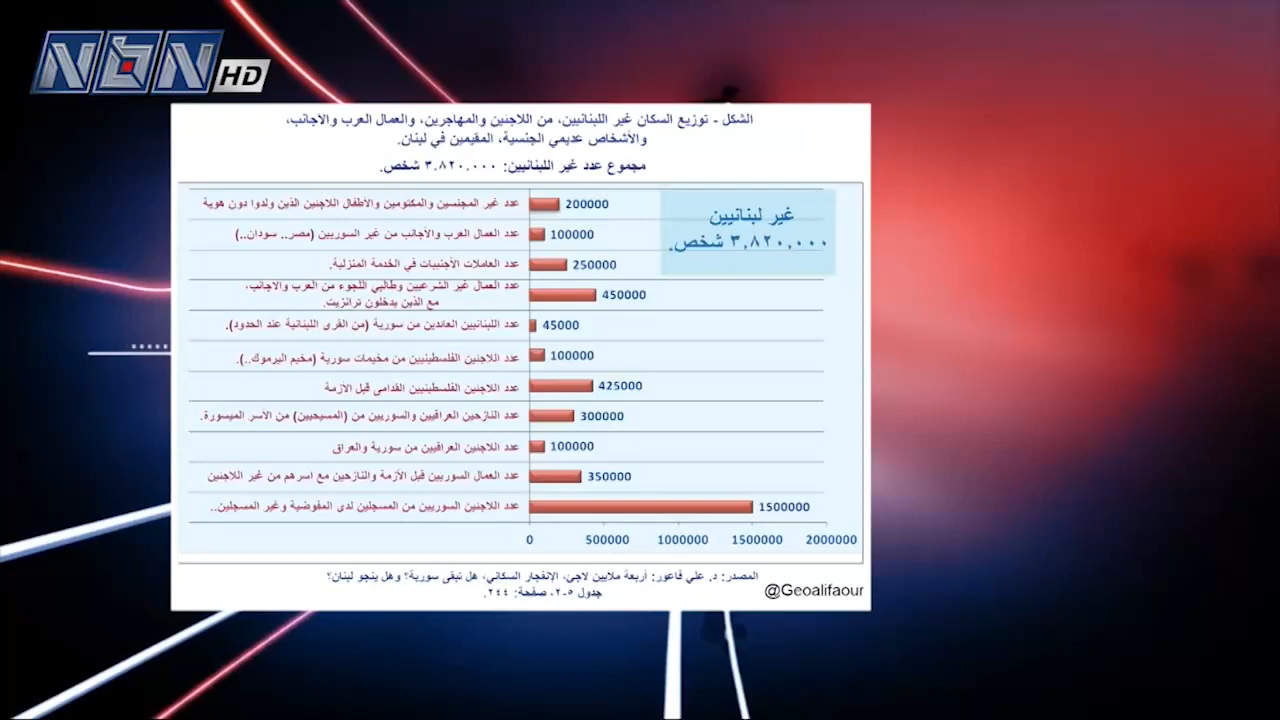 NBN HD
الشكل - توزيع السكان غير اللبنانيين، من اللاجئين والمهاجرين، والعمال العرب والاجانب،
والأشخاص عديمي الجنسية، المقيمين في لبنان.
مجموع عدد غير اللبنانيين: ٣.٨٢٠.٠٠٠ شخص.
غير لبنانيين
٣,٨٢٠,٠٠٠ شخص.
عدد غير المجنسين والمكتومين والأطفال اللاجئين الذين ولدوا دون هوية 200000
عدد العمال العرب والأجانب من غير السوريين (مصر.. سودان..) 100000
عدد العاملات الأجنبيات في الخدمة المنزلية. 250000
عدد العمال غير الشرعيين وطالبي اللجوء من العرب والاجانب،
مع الذين يدخلون ترانزيت. 450000
عدد اللبنانيين العائدين من سورية (من القرى اللبنانية عند الحدود). 45000
عدد اللاجئين الفلسطينيين من مخيمات سورية (مخيم اليرموك..). 100000
عدد اللاجئين الفلسطينيين القدامى قبل الأزمة 425000
عدد النازحين العراقيين والسوريين من (المسيحيين) من الأسر الميسورة. 300000
عدد اللاجئين العراقيين من سورية والعراق 100000
عدد العمال السوريين قبل الأزمة والنازحين مع اسرهم من غير اللاجئين 350000
عدد اللاجئين السوريين من المسجلين لدى المفوضية وغير المسجلين.. 1500000
0 500000 1000000 1500000 2000000
المصدر: د. علي فاعور: أربعة ملايين لاجئ، الإنفجار السكاني، هل تبقى سورية؟ وهل ينجو لبنان؟
جدول ٥-٢، صفحة: ٢٤٤.
@Geoalifaour